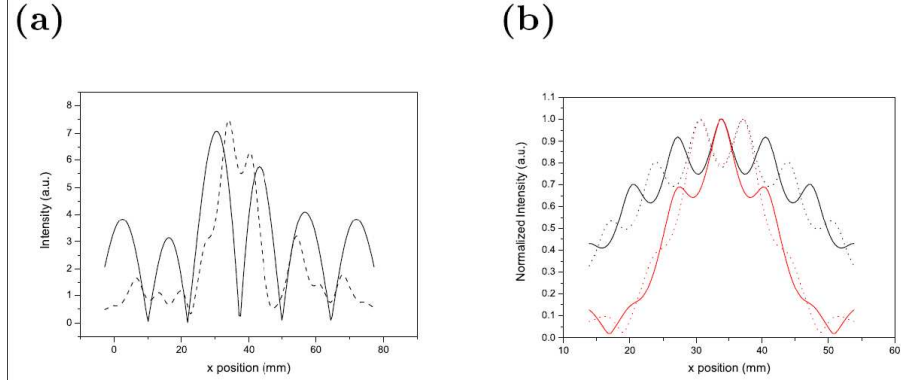 (a)
(b)
8
7
6
5
4
3
2
1
0
Intensity (a.u.)
0 20 40 60 80
x position (mm)
1.1
1.0
0.9
0.8
0.7
0.6
0.5
0.4
0.3
0.2
0.1
0.0
Normalized Intensity (a.u.)
10 20 30 40 50 60
x position (mm)